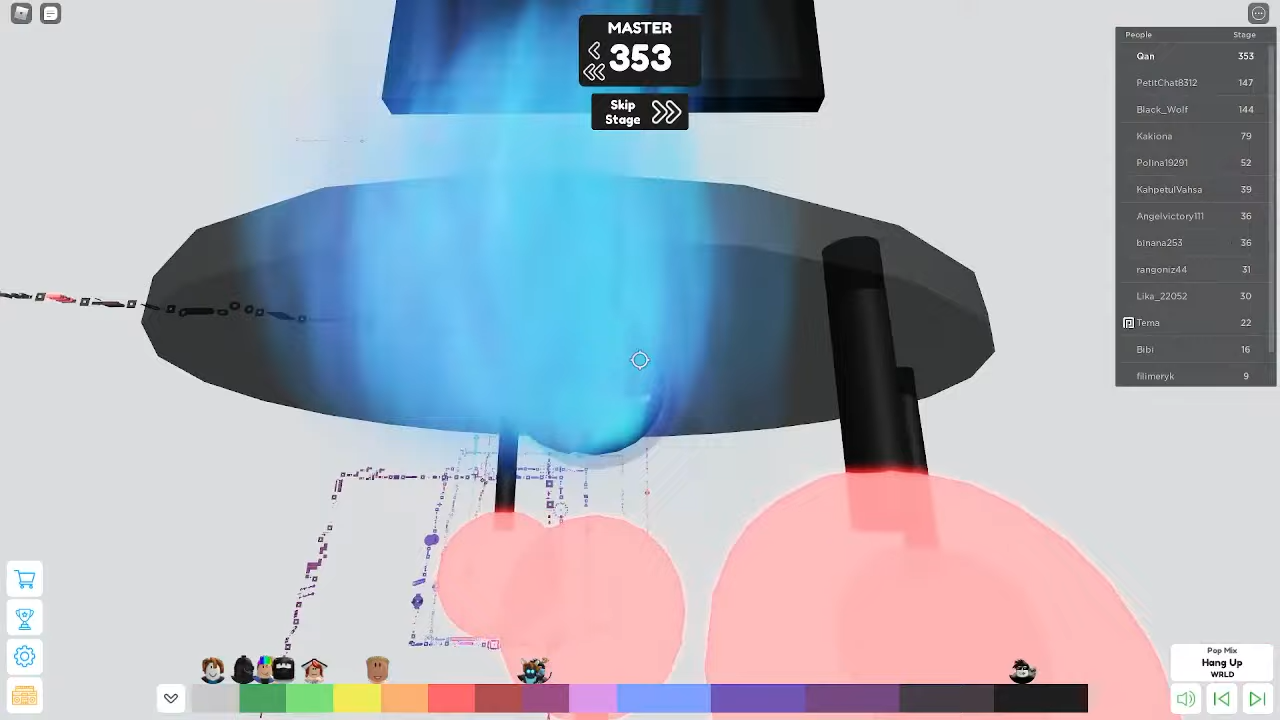 MASTER
353
Skip
Stage
People Stage
Qan 353
PetitChat8312 147
Black_Wolf 144
Kakiona 79
Polina19291 52
KahpetulVahsa 39
Angelvictory111 36
binana253 36
rangoniz44 31
Lika_22052 30
Tema 22
Bibi 16
filimeryk 9
Pop Mix
Hang Up
WRLD